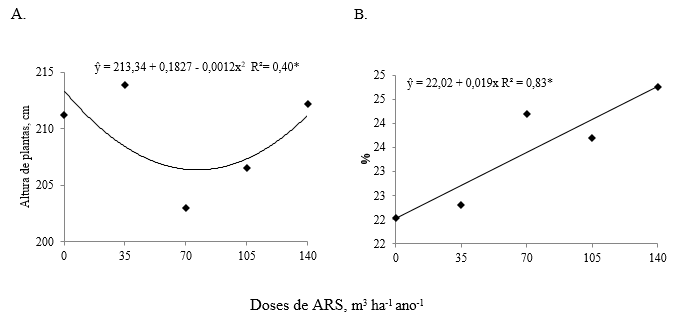 A.
B.
ŷ = 213,34 + 0,1827 - 0,0012x² R²= 0,40*
215
210
205
200
Altura de plantas, cm
0 35 70 105 140
ŷ = 22,02 + 0,019x R² = 0,83*
25
25
24
24
23
23
22
22
%
0 35 70 105 140
Doses de ARS, m³ ha⁻¹ ano⁻¹